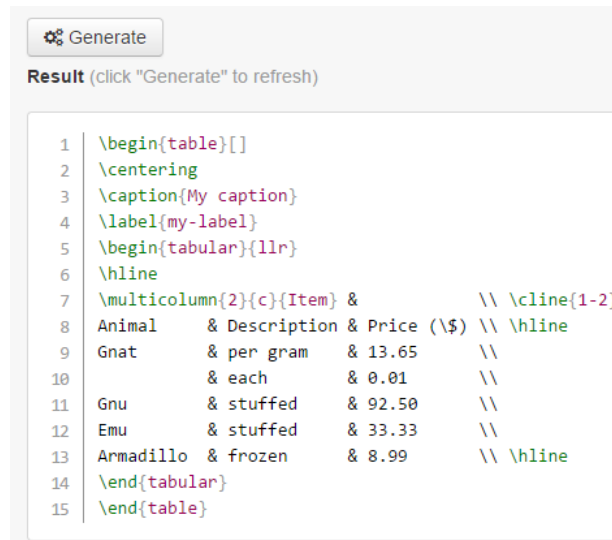 Generate
Result (click "Generate" to refresh)
1 \begin{table}[]
2 \centering
3 \caption{My caption}
4 \label{my-label}
5 \begin{tabular}{llr}
6 \hline
7 \multicolumn{2}{c}{Item} &            \\ \cline{1-2}
8 Animal     & Description & Price (\$) \\ \hline
9 Gnat       & per gram    & 13.65      \\
10            & each        & 0.01       \\
11 Gnu        & stuffed     & 92.50      \\
12 Emu        & stuffed     & 33.33      \\
13 Armadillo  & frozen      & 8.99       \\ \hline
14 \end{tabular}
15 \end{table}